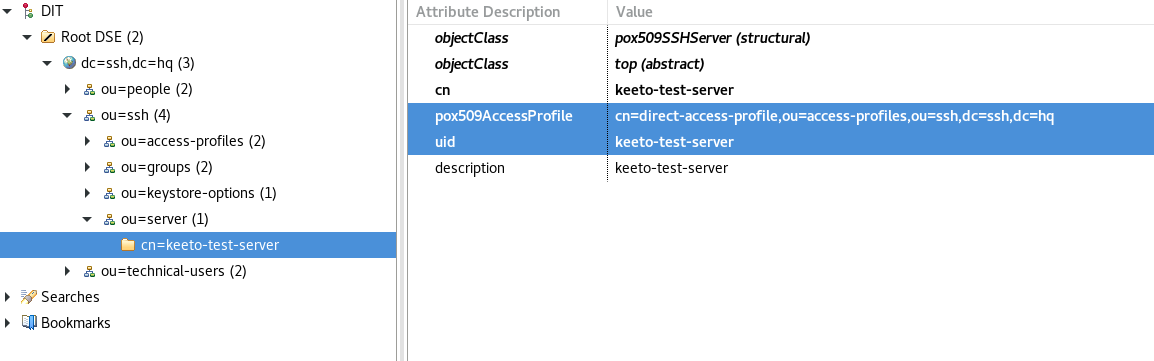 DIT
Root DSE (2)
dc=ssh,dc=hq (3)
ou=people (2)
ou=ssh (4)
ou=access-profiles (2)
ou=groups (2)
ou=keystore-options (1)
ou=server (1)
cn=keeto-test-server
ou=technical-users (2)
Searches
Bookmarks
Attribute Description Value
objectClass pox509SSHServer (structural)
objectClass top (abstract)
cn keeto-test-server
pox509AccessProfile cn=direct-access-profile,ou=access-profiles,ou=ssh,dc=ssh,dc=hq
uid keeto-test-server
description keeto-test-server